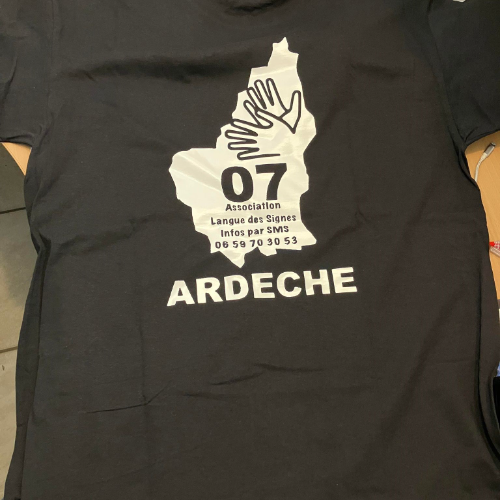 07
Association
Langue des Signes
Infos par SMS
06 59 70 30 53
ARDECHE